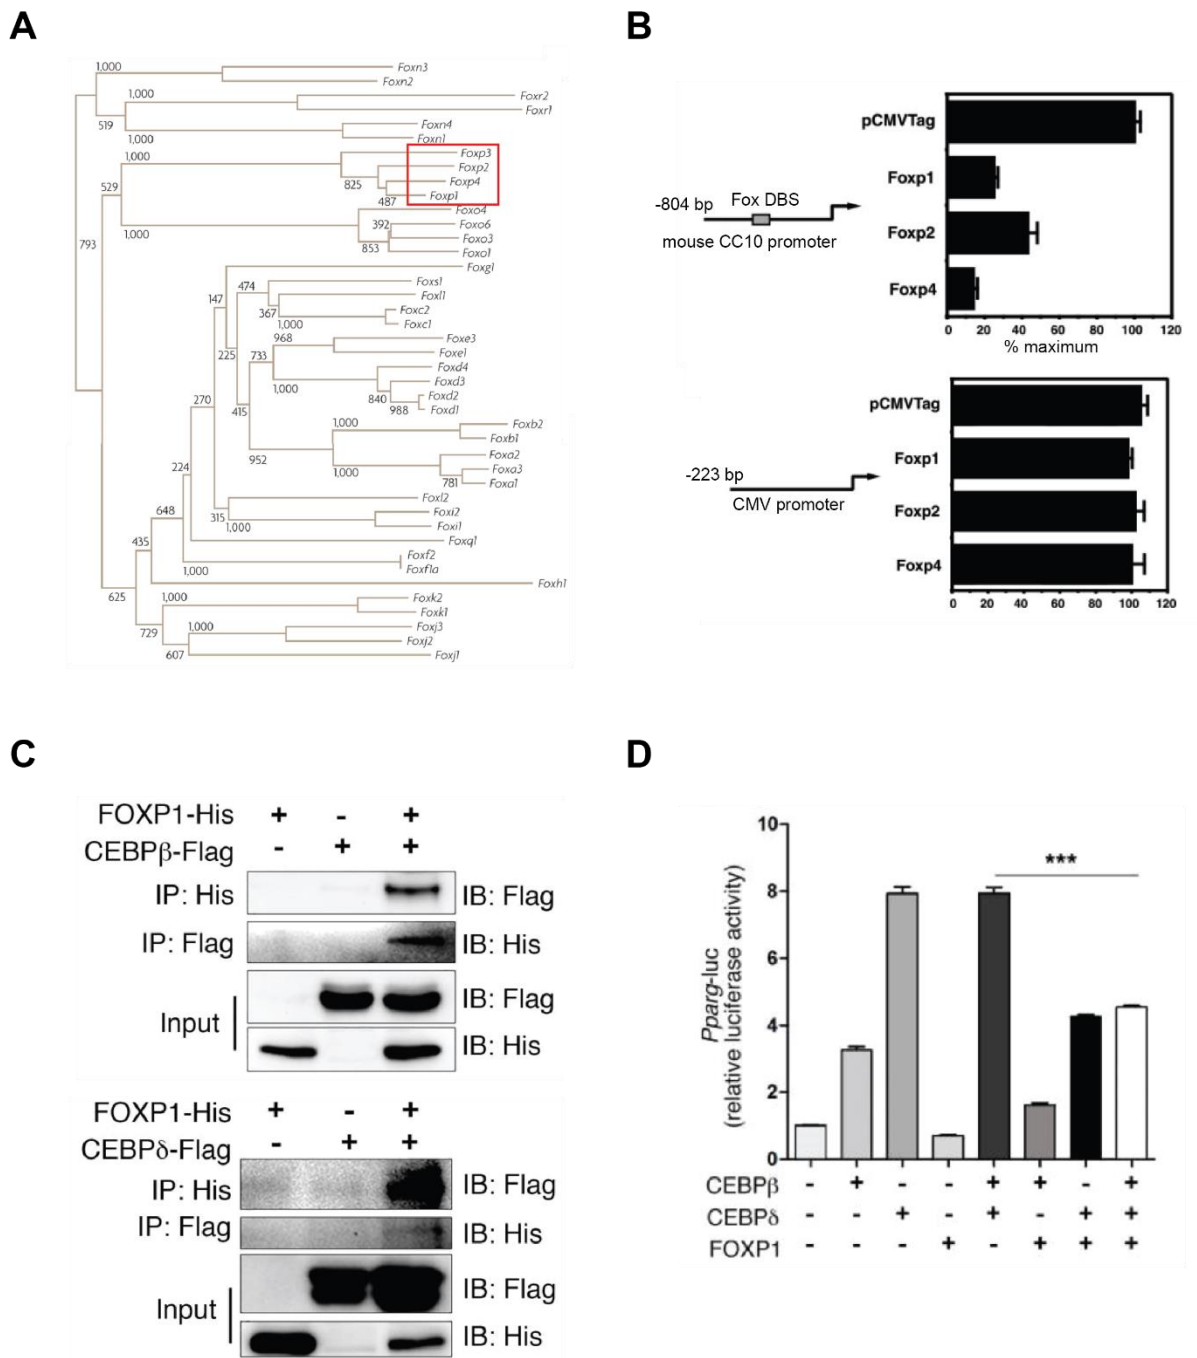 A
1,000
Foxn3
Foxn2
1,000
Foxr2
Foxr1
519
Foxn4
1,000
Foxn1
1,000
Foxp3
Foxp2
825
Foxp4
487
Foxp1
529
Foxo4
392
Foxo6
1,000
Foxo3
853
Foxo1
793
Foxg1
474
Foxs1
147
Foxl1
367
Foxc2
1,000
Foxc1
968
Foxe3
225
733
Foxe1
Foxd4
1,000
Foxd3
840
Foxd2
270
415
988
Foxd1
1,000
Foxb2
Foxb1
952
Foxa2
1,000
Foxa3
224
781
Foxa1
Foxl2
648
315
Foxi2
1,000
Foxi1
435
Foxq1
Foxf2
1,000
Foxf1a
Foxh1
625
1,000
Foxk2
Foxk1
729
1,000
Foxj3
Foxj2
607
Foxj1
B
-804 bp
Fox DBS
mouse CC10 promoter
pCMVTag
Foxp1
Foxp2
Foxp4
0 20 40 60 80 100 120
% maximum
-223 bp
CMV promoter
pCMVTag
Foxp1
Foxp2
Foxp4
0 20 40 60 80 100 120
C
FOXP1-His + - +
CEBPβ-Flag - + +
IP: His IB: Flag
IP: Flag IB: His
Input
IB: Flag
IB: His
FOXP1-His + - +
CEBPδ-Flag - + +
IP: His IB: Flag
IP: Flag IB: His
Input
IB: Flag
IB: His
D
Pparg-luc
(relative luciferase activity)
10
8
6
4
2
0
***
CEBPβ - + - - + + - +
CEBPδ - - + - + - + +
FOXP1 - - - + - + + +